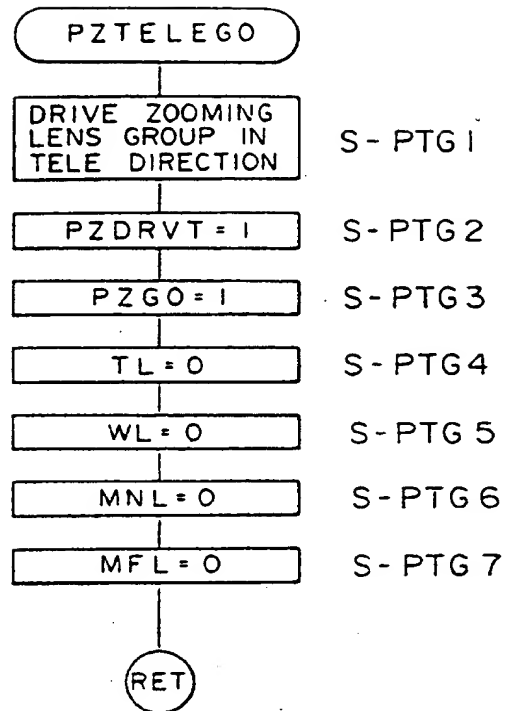 PZTELEGO
DRIVE ZOOMING
LENS GROUP IN
TELE DIRECTION
S-PTG1
PZDRVT=1
S-PTG2
PZGO=1
S-PTG3
TL=0
S-PTG4
WL=0
S-PTG5
MNL=0
S-PTG6
MFL=0
S-PTG7
RET